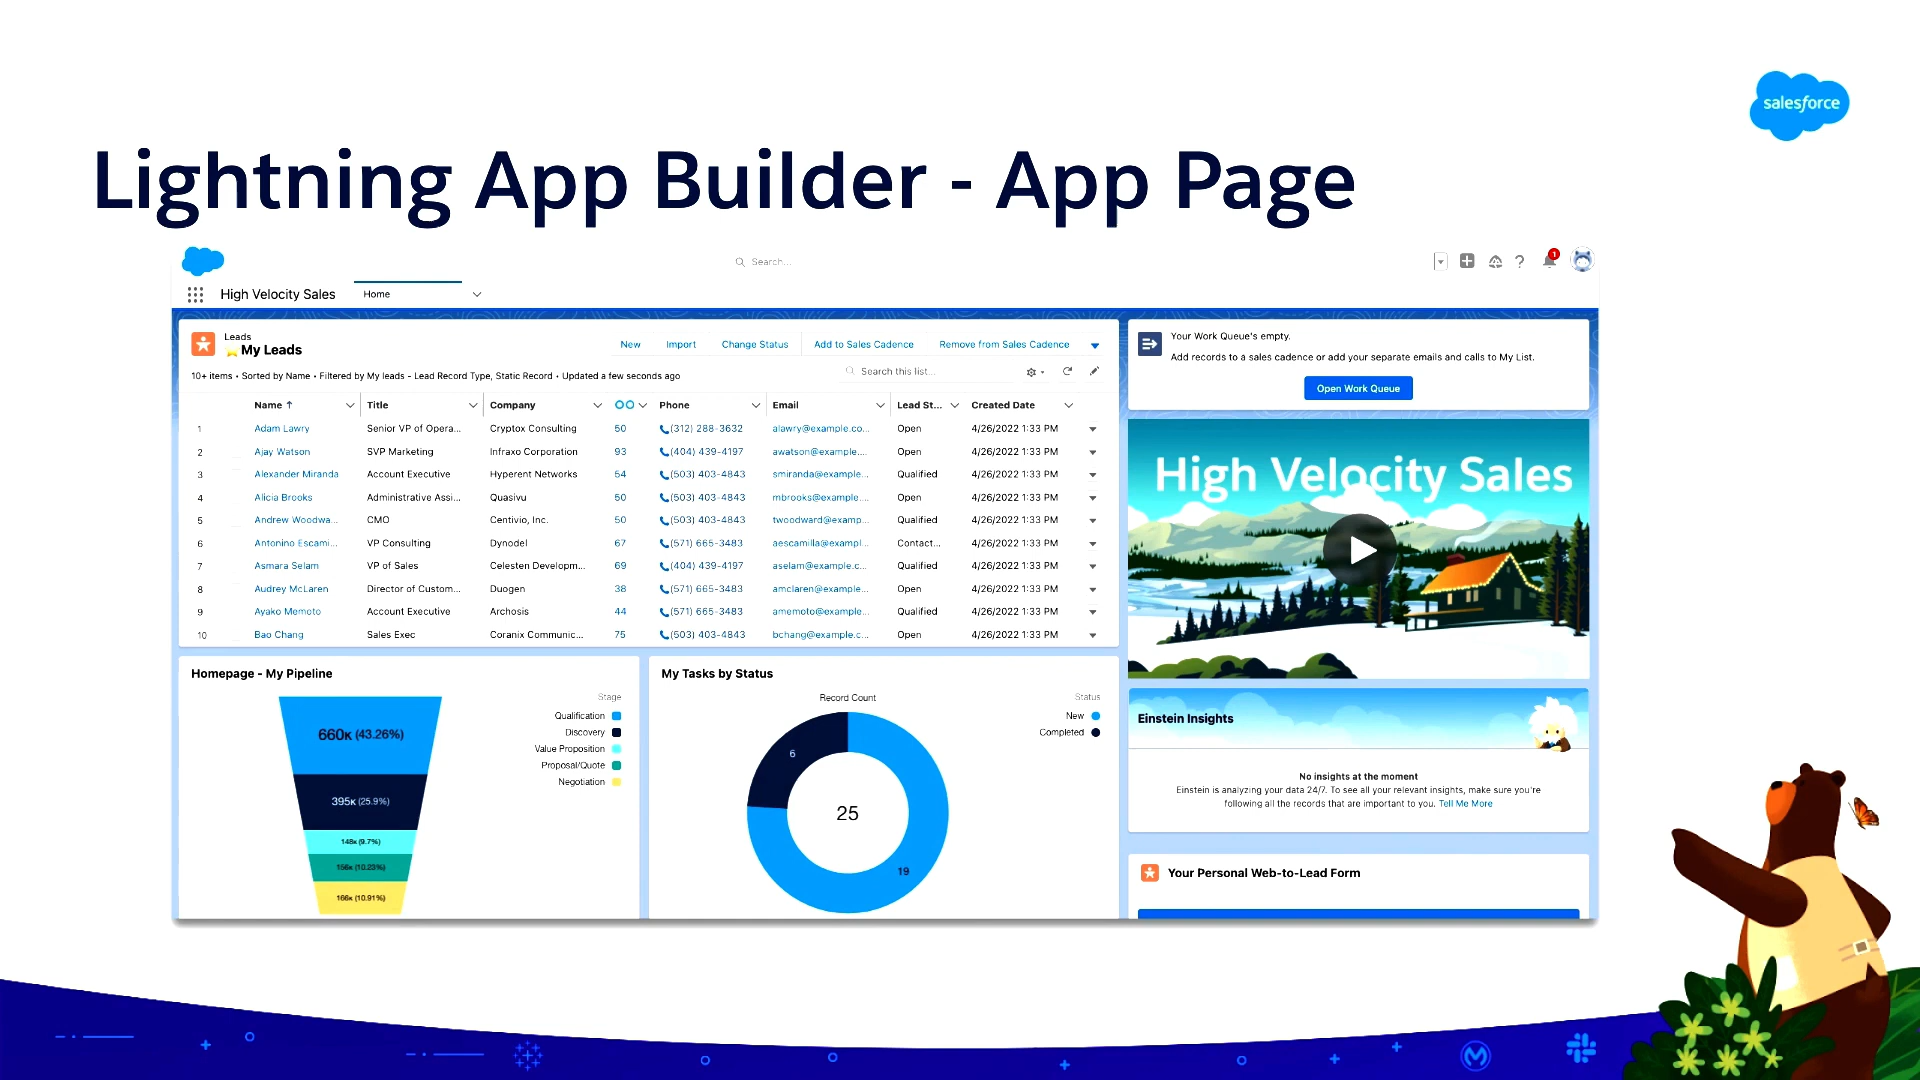 salesforce
Lightning App Builder - App Page
Search...
1
High Velocity Sales
Home
Leads
My Leads
New
Import
Change Status
Add to Sales Cadence
Remove from Sales Cadence
10+ items • Sorted by Name • Filtered by My leads - Lead Record Type, Static Record • Updated a few seconds ago
Search this list...
Name ↑ Title Company Phone Email Lead St... Created Date
1 Adam Lawry Senior VP of Opera... Cryptox Consulting 50 (312) 288-3632 alawry@example.co... Open 4/26/2022 1:33 PM
2 Ajay Watson SVP Marketing Infraxo Corporation 93 (404) 439-4197 awatson@example.... Open 4/26/2022 1:33 PM
3 Alexander Miranda Account Executive Hyperent Networks 54 (503) 403-4843 smiranda@example... Qualified 4/26/2022 1:33 PM
4 Alicia Brooks Administrative Assi... Quasivu 50 (503) 403-4843 mbrooks@example.... Open 4/26/2022 1:33 PM
5 Andrew Woodwa... CMO Centivio, Inc. 50 (503) 403-4843 twoodward@examp... Qualified 4/26/2022 1:33 PM
6 Antonino Escami... VP Consulting Dynodel 67 (571) 665-3483 aescamilla@exampl... Contact... 4/26/2022 1:33 PM
7 Asmara Selam VP of Sales Celesten Developm... 69 (404) 439-4197 aselam@example.c... Qualified 4/26/2022 1:33 PM
8 Audrey McLaren Director of Custom... Duogen 38 (571) 665-3483 amclaren@example... Open 4/26/2022 1:33 PM
9 Ayako Memoto Account Executive Archosis 44 (571) 665-3483 amemoto@example... Qualified 4/26/2022 1:33 PM
10 Bao Chang Sales Exec Coranix Communic... 75 (503) 403-4843 bchang@example.c... Open 4/26/2022 1:33 PM
Your Work Queue's empty.
Add records to a sales cadence or add your separate emails and calls to My List.
Open Work Queue
High Velocity Sales
Homepage - My Pipeline
Stage
Qualification
Discovery
Value Proposition
Proposal/Quote
Negotiation
660K (43.26%)
395K (25.9%)
148K (9.7%)
156K (10.23%)
166K (10.91%)
My Tasks by Status
Record Count
Status
New
Completed
6
25
19
Einstein Insights
No insights at the moment
Einstein is analyzing your data 24/7. To see all your relevant insights, make sure you're
following all the records that are important to you. Tell Me More
Your Personal Web-to-Lead Form